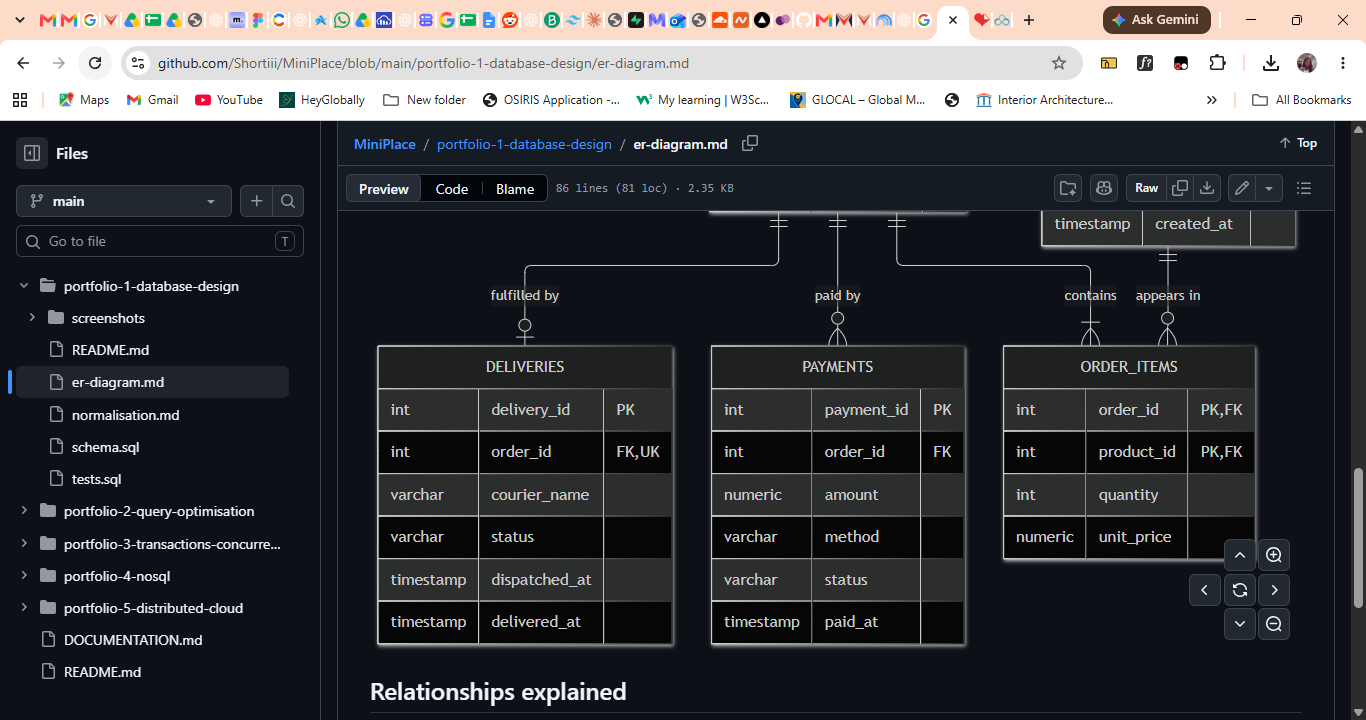 Ask Gemini
github.com/Shortiii/MiniPlace/blob/main/portfolio-1-database-design/er-diagram.md
Maps
Gmail
YouTube
HeyGlobally
New folder
OSIRIS Application -...
My learning | W3Sc...
GLOCAL – Global M...
Interior Architecture...
»
All Bookmarks
Files
MiniPlace / portfolio-1-database-design / er-diagram.md
Top
main
Preview
Code
Blame
86 lines (81 loc) · 2.35 KB
Raw
Go to file
T
portfolio-1-database-design
screenshots
README.md
er-diagram.md
normalisation.md
schema.sql
tests.sql
portfolio-2-query-optimisation
portfolio-3-transactions-concurre...
portfolio-4-nosql
portfolio-5-distributed-cloud
DOCUMENTATION.md
README.md
timestamp created_at
fulfilled by
paid by
contains
appears in
DELIVERIES
int delivery_id PK
int order_id FK,UK
varchar courier_name
varchar status
timestamp dispatched_at
timestamp delivered_at
PAYMENTS
int payment_id PK
int order_id FK
numeric amount
varchar method
varchar status
timestamp paid_at
ORDER_ITEMS
int order_id PK,FK
int product_id PK,FK
int quantity
numeric unit_price
Relationships explained